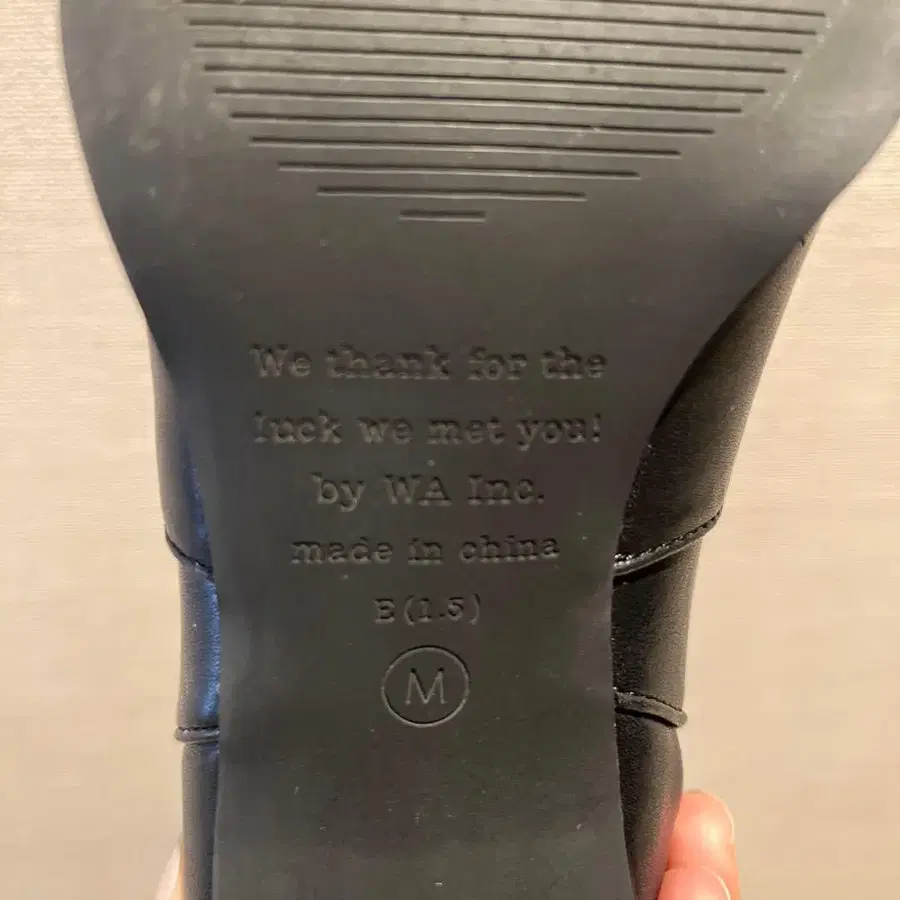 We thank for the
luck we met you!
by WA Inc.
made in china
E(1.5)
M